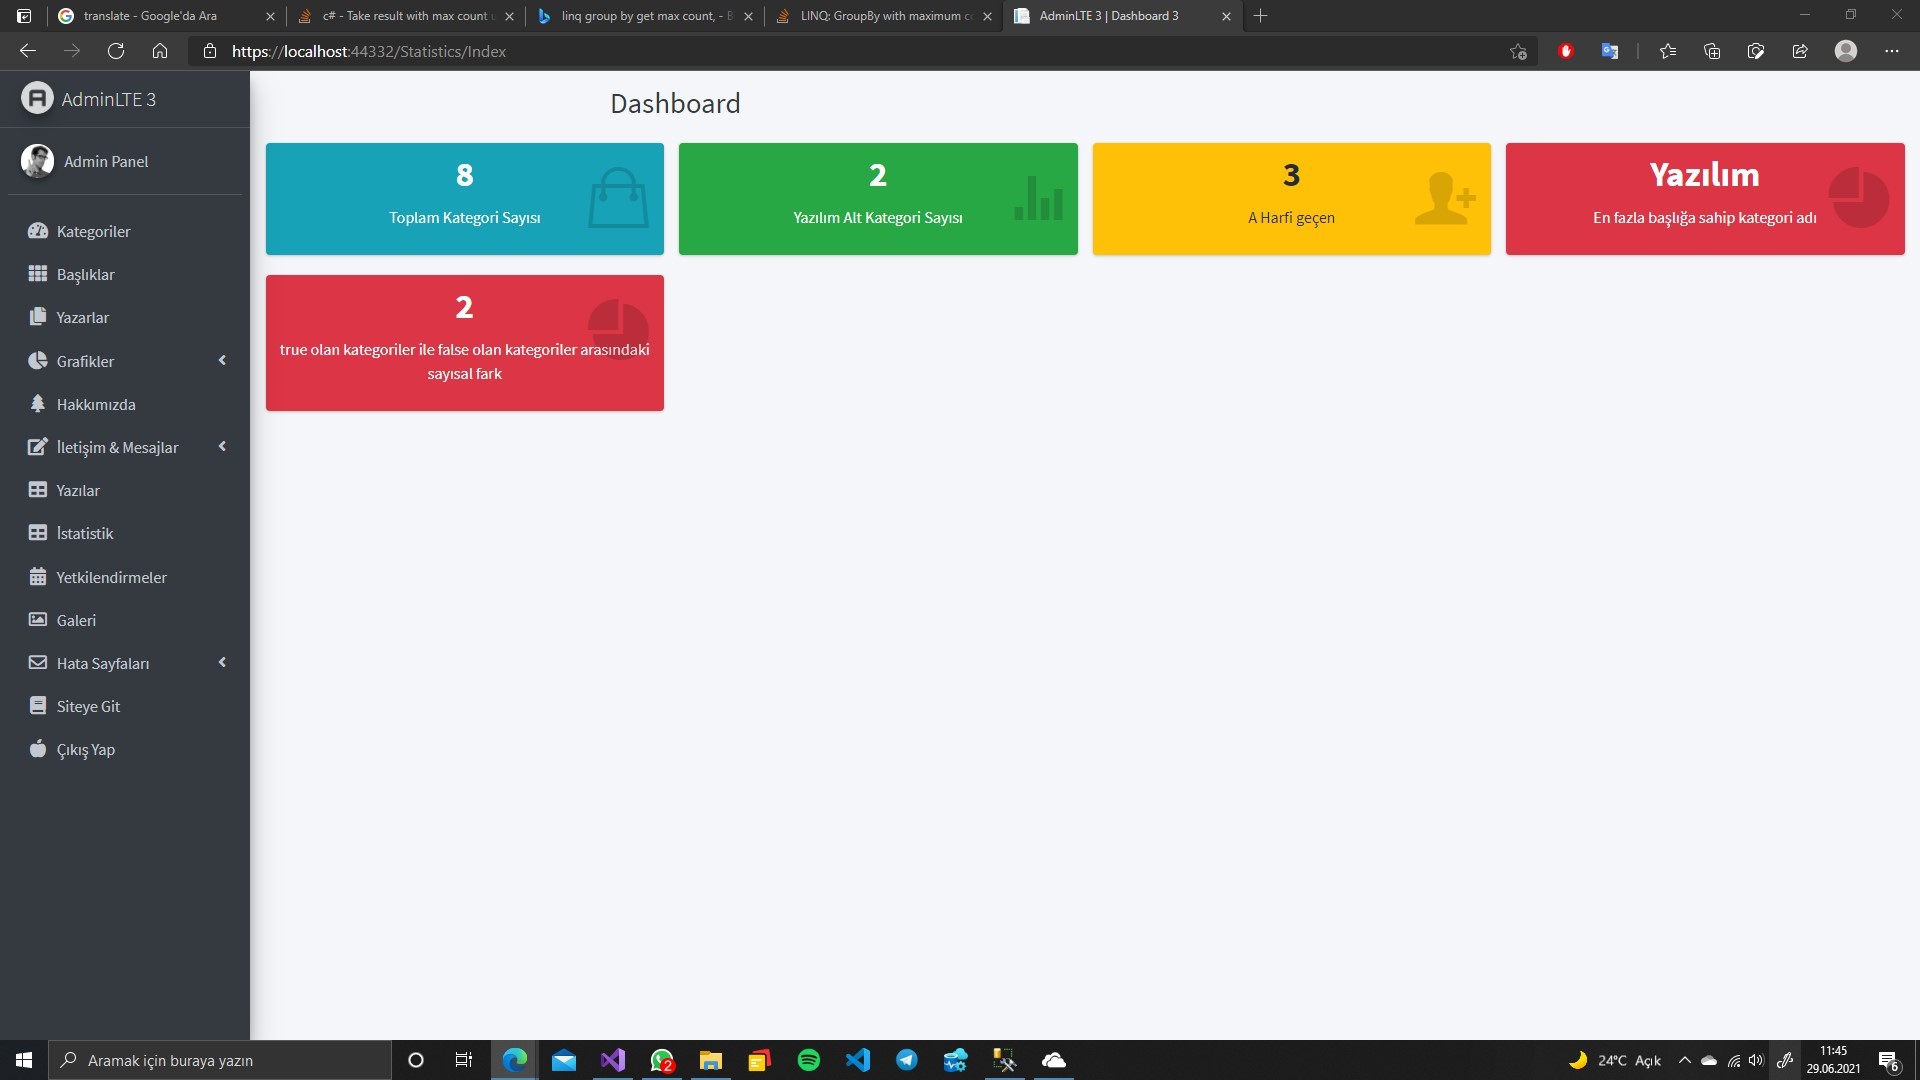 translate - Google'da Ara
c# - Take result with max count u
linq group by get max count, - B
LINQ: GroupBy with maximum co
AdminLTE 3 | Dashboard 3
https://localhost:44332/Statistics/Index
AdminLTE 3
Admin Panel
Kategoriler
Başlıklar
Yazarlar
Grafikler
Hakkımızda
İletişim & Mesajlar
Yazılar
İstatistik
Yetkilendirmeler
Galeri
Hata Sayfaları
Siteye Git
Çıkış Yap
Dashboard
8
Toplam Kategori Sayısı
2
Yazılım Alt Kategori Sayısı
3
A Harfi geçen
Yazılım
En fazla başlığa sahip kategori adı
2
true olan kategoriler ile false olan kategoriler arasındaki
sayısal fark
Aramak için buraya yazın
2
24°C Açık
11:45
29.06.2021
6